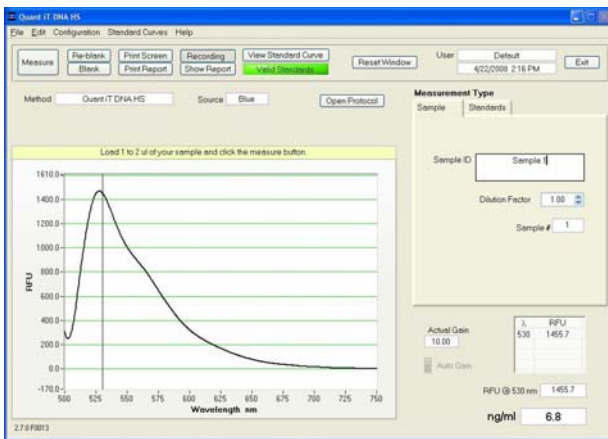 Quant iT DNA HS
File Edit Configuration Standard Curves Help
Measure Re-blank Print Screen Recording View Standard Curve Reset Window User Default Exit
Blank Print Report Show Report Valid Standards 4/22/2008 2:16 PM
Method Quant iT DNA HS Source Blue Open Protocol
Measurement Type
Sample Standards
Load 1 to 2 ul of your sample and click the measure button.
Sample ID Sample 1
Dilution Factor 1.00
Sample # 1
1610.0
1400.0
1200.0
1000.0
800.0
600.0
400.0
200.0
0.0
-170.0
RFU
500 525 550 575 600 625 650 675 700 725 750
Wavelength nm
Actual Gain
10.00
Auto Gain
λ RFU
530 1455.7
RFU @ 530 nm 1455.7
ng/ml 6.8
2.7.0 F0013